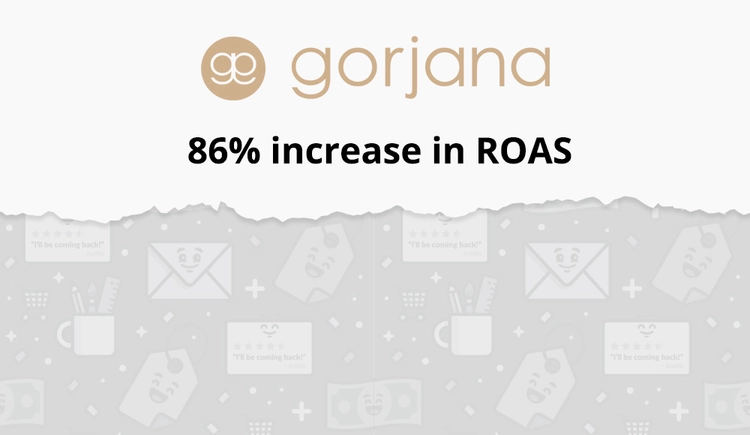 gorjana
86% increase in ROAS
"I'll be coming back!"
"I'll be coming back!"
"I'll be coming back!"
"I'll be coming back!"